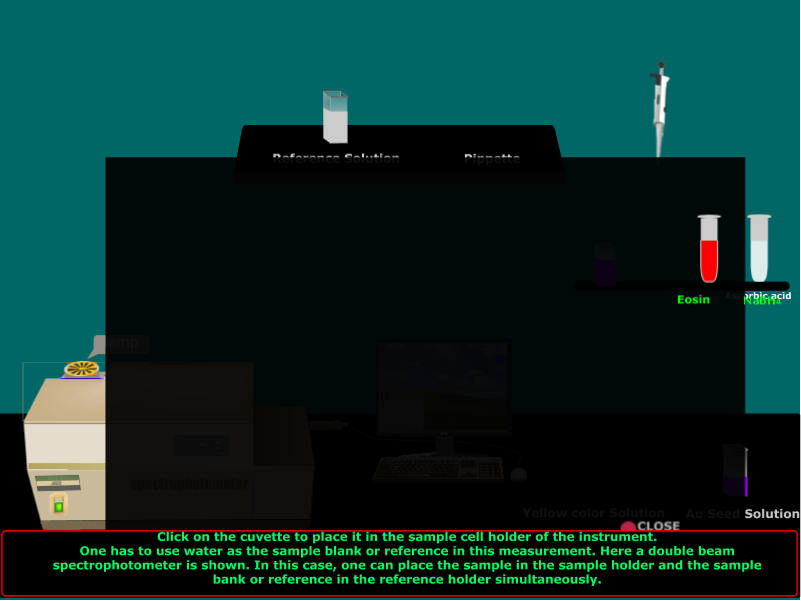 Reference Solution
Pippette
Eosin
Ascorbic acid
NaBH4
spectrophotometer
Yellow color Solution
Au Seed Solution
CLOSE
Click on the cuvette to place it in the sample cell holder of the instrument.
One has to use water as the sample blank or reference in this measurement. Here a double beam
spectrophotometer is shown. In this case, one can place the sample in the sample holder and the sample
bank or reference in the reference holder simultaneously.